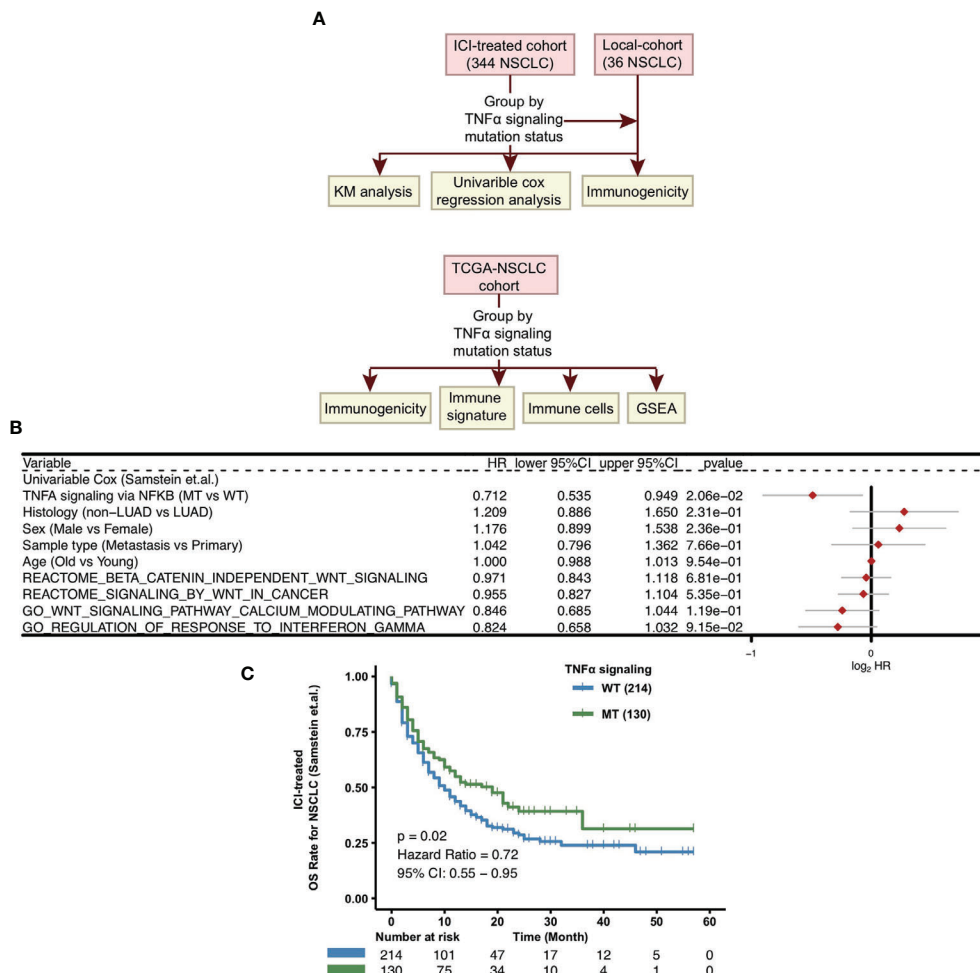 A
ICI-treated cohort
(344 NSCLC)
Local-cohort
(36 NSCLC)
Group by
TNFα signaling
mutation status
KM analysis
Univarible cox
regression analysis
Immunogenicity
TCGA-NSCLC
cohort
Group by
TNFα signaling
mutation status
Immunogenicity
Immune
signature
Immune cells
GSEA
B
Variable HR lower 95%CI upper 95%CI pvalue
Univariable Cox (Samstein et.al.)
TNFA signaling via NFKB (MT vs WT) 0.712 0.535 0.949 2.06e−02
Histology (non−LUAD vs LUAD) 1.209 0.886 1.650 2.31e−01
Sex (Male vs Female) 1.176 0.899 1.538 2.36e−01
Sample type (Metastasis vs Primary) 1.042 0.796 1.362 7.66e−01
Age (Old vs Young) 1.000 0.988 1.013 9.54e−01
REACTOME_BETA_CATENIN_INDEPENDENT_WNT_SIGNALING 0.971 0.843 1.118 6.81e−01
REACTOME_SIGNALING_BY_WNT_IN_CANCER 0.955 0.827 1.104 5.35e−01
GO_WNT_SIGNALING_PATHWAY_CALCIUM_MODULATING_PATHWAY 0.846 0.685 1.044 1.19e−01
GO_REGULATION_OF_RESPONSE_TO_INTERFERON_GAMMA 0.824 0.658 1.032 9.15e−02
−1 0
log2 HR
C
TNFα signaling
WT (214)
MT (130)
ICI-treated
OS Rate for NSCLC (Samstein et.al.)
1.00
0.75
0.50
0.25
0.00
p = 0.02
Hazard Ratio = 0.72
95% CI: 0.55 − 0.95
0 10 20 30 40 50 60
Number at risk Time (Month)
214 101 47 17 12 5 0
130 75 34 10 4 1 0